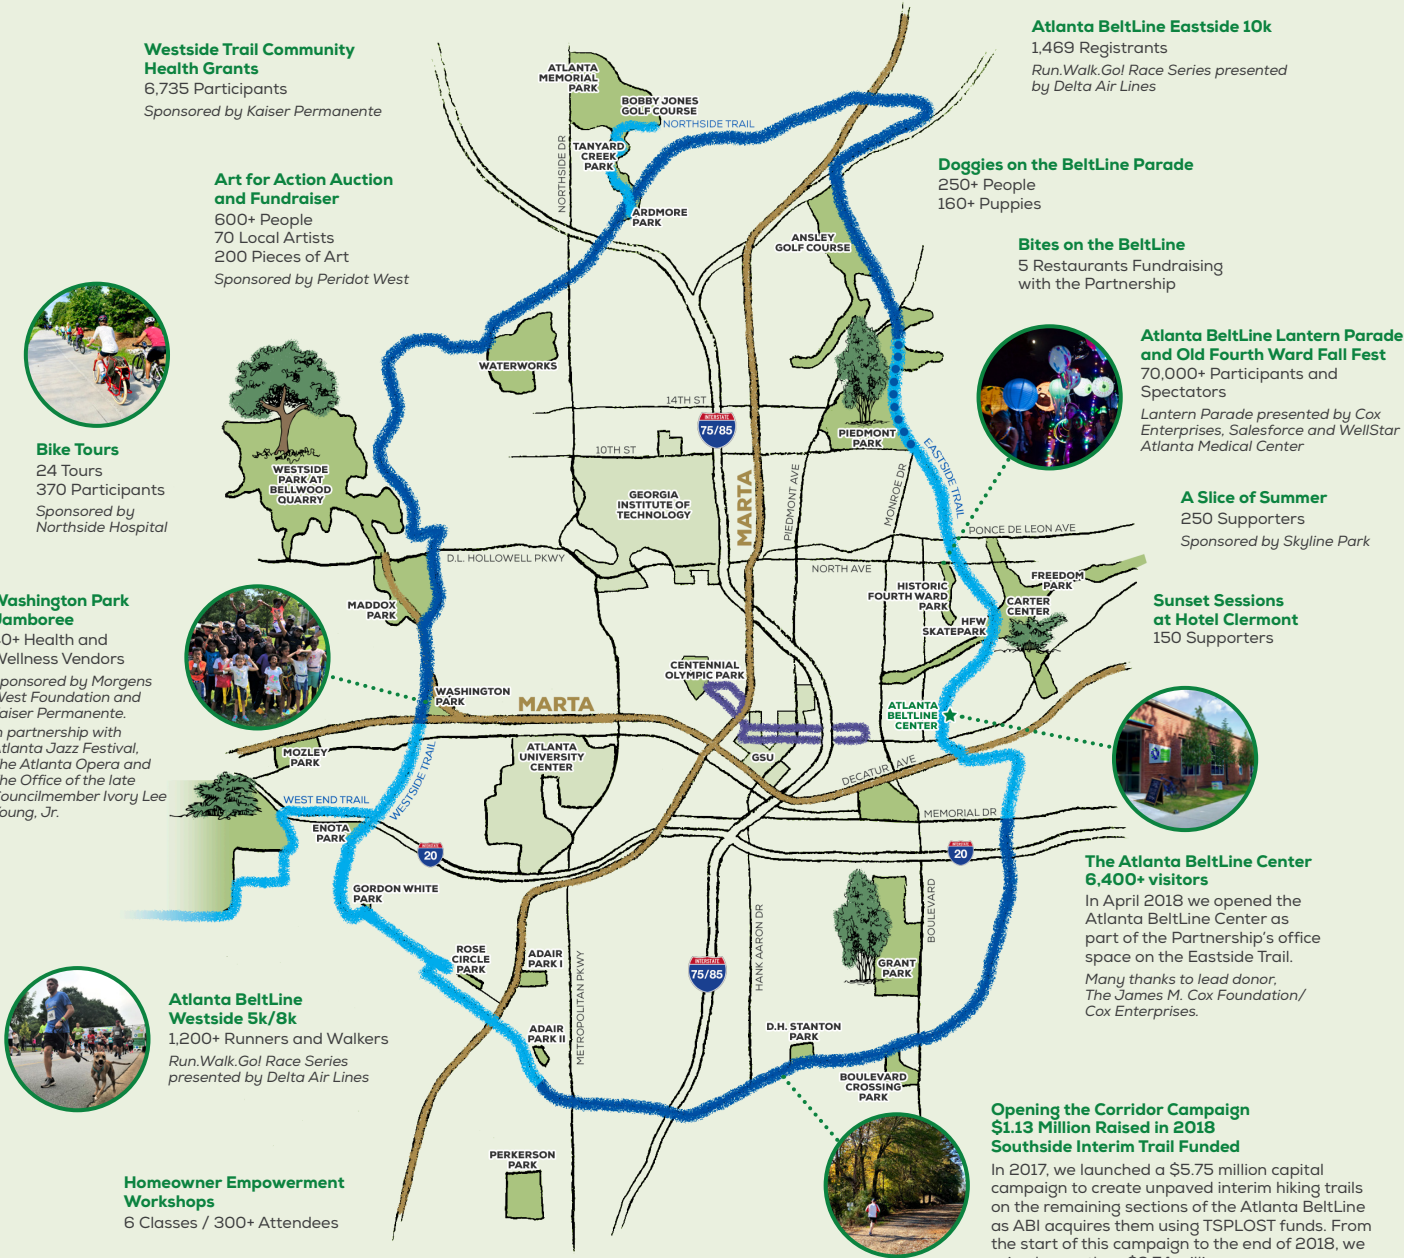 Westside Trail Community
Health Grants
6,735 Participants
Sponsored by Kaiser Permanente
Art for Action Auction
and Fundraiser
600+ People
70 Local Artists
200 Pieces of Art
Sponsored by Peridot West
Bike Tours
24 Tours
370 Participants
Sponsored by
Northside Hospital
Washington Park
Jamboree
0+ Health and
Wellness Vendors
ponsored by Morgens
West Foundation and
Kaiser Permanente.
n partnership with
Atlanta Jazz Festival,
the Atlanta Opera and
the Office of the late
Councilmember Ivory Lee
Young, Jr.
Atlanta BeltLine
Westside 5k/8k
1,200+ Runners and Walkers
Run.Walk.Go! Race Series
presented by Delta Air Lines
Homeowner Empowerment
Workshops
6 Classes / 300+ Attendees
ATLANTA
MEMORIAL
PARK
BOBBY JONES
GOLF COURSE
NORTHSIDE TRAIL
TANYARD
CREEK
PARK
NORTHSIDE DR
ARDMORE
PARK
ANSLEY
GOLF COURSE
WATERWORKS
14TH ST
INTERSTATE
75/85
10TH ST
PIEDMONT
PARK
EASTSIDE TRAIL
WESTSIDE
PARK AT
BELLWOOD
QUARRY
GEORGIA
INSTITUTE OF
TECHNOLOGY
MARTA
PIEDMONT AVE
MONROE DR
PONCE DE LEON AVE
D.L. HOLLOWELL PKWY
NORTH AVE
MADDOX
PARK
HISTORIC
FOURTH WARD
PARK
FREEDOM
PARK
CARTER
CENTER
HFW
SKATEPARK
CENTENNIAL
OLYMPIC PARK
WASHINGTON
PARK
MARTA
ATLANTA
BELTLINE
CENTER
MOZLEY
PARK
ATLANTA
UNIVERSITY
CENTER
GSU
DECATUR AVE
WESTSIDE TRAIL
WEST END TRAIL
ENOTA
PARK
MEMORIAL DR
20
20
GORDON WHITE
PARK
HANK AARON DR
BOULEVARD
ROSE
CIRCLE
PARK
ADAIR
PARK I
METROPOLITAN PKWY
INTERSTATE
75/85
GRANT
PARK
ADAIR
PARK II
D.H. STANTON
PARK
BOULEVARD
CROSSING
PARK
PERKERSON
PARK
Atlanta BeltLine Eastside 10k
1,469 Registrants
Run.Walk.Go! Race Series presented
by Delta Air Lines
Doggies on the BeltLine Parade
250+ People
160+ Puppies
Bites on the BeltLine
5 Restaurants Fundraising
with the Partnership
Atlanta BeltLine Lantern Parade
and Old Fourth Ward Fall Fest
70,000+ Participants and
Spectators
Lantern Parade presented by Cox
Enterprises, Salesforce and WellStar
Atlanta Medical Center
A Slice of Summer
250 Supporters
Sponsored by Skyline Park
Sunset Sessions
at Hotel Clermont
150 Supporters
The Atlanta BeltLine Center
6,400+ visitors
In April 2018 we opened the
Atlanta BeltLine Center as
part of the Partnership's office
space on the Eastside Trail.
Many thanks to lead donor,
The James M. Cox Foundation/
Cox Enterprises.
Opening the Corridor Campaign
$1.13 Million Raised in 2018
Southside Interim Trail Funded
In 2017, we launched a $5.75 million capital
campaign to create unpaved interim hiking trails
on the remaining sections of the Atlanta BeltLine
as ABI acquires them using TSPLOST funds. From
the start of this campaign to the end of 2018, we